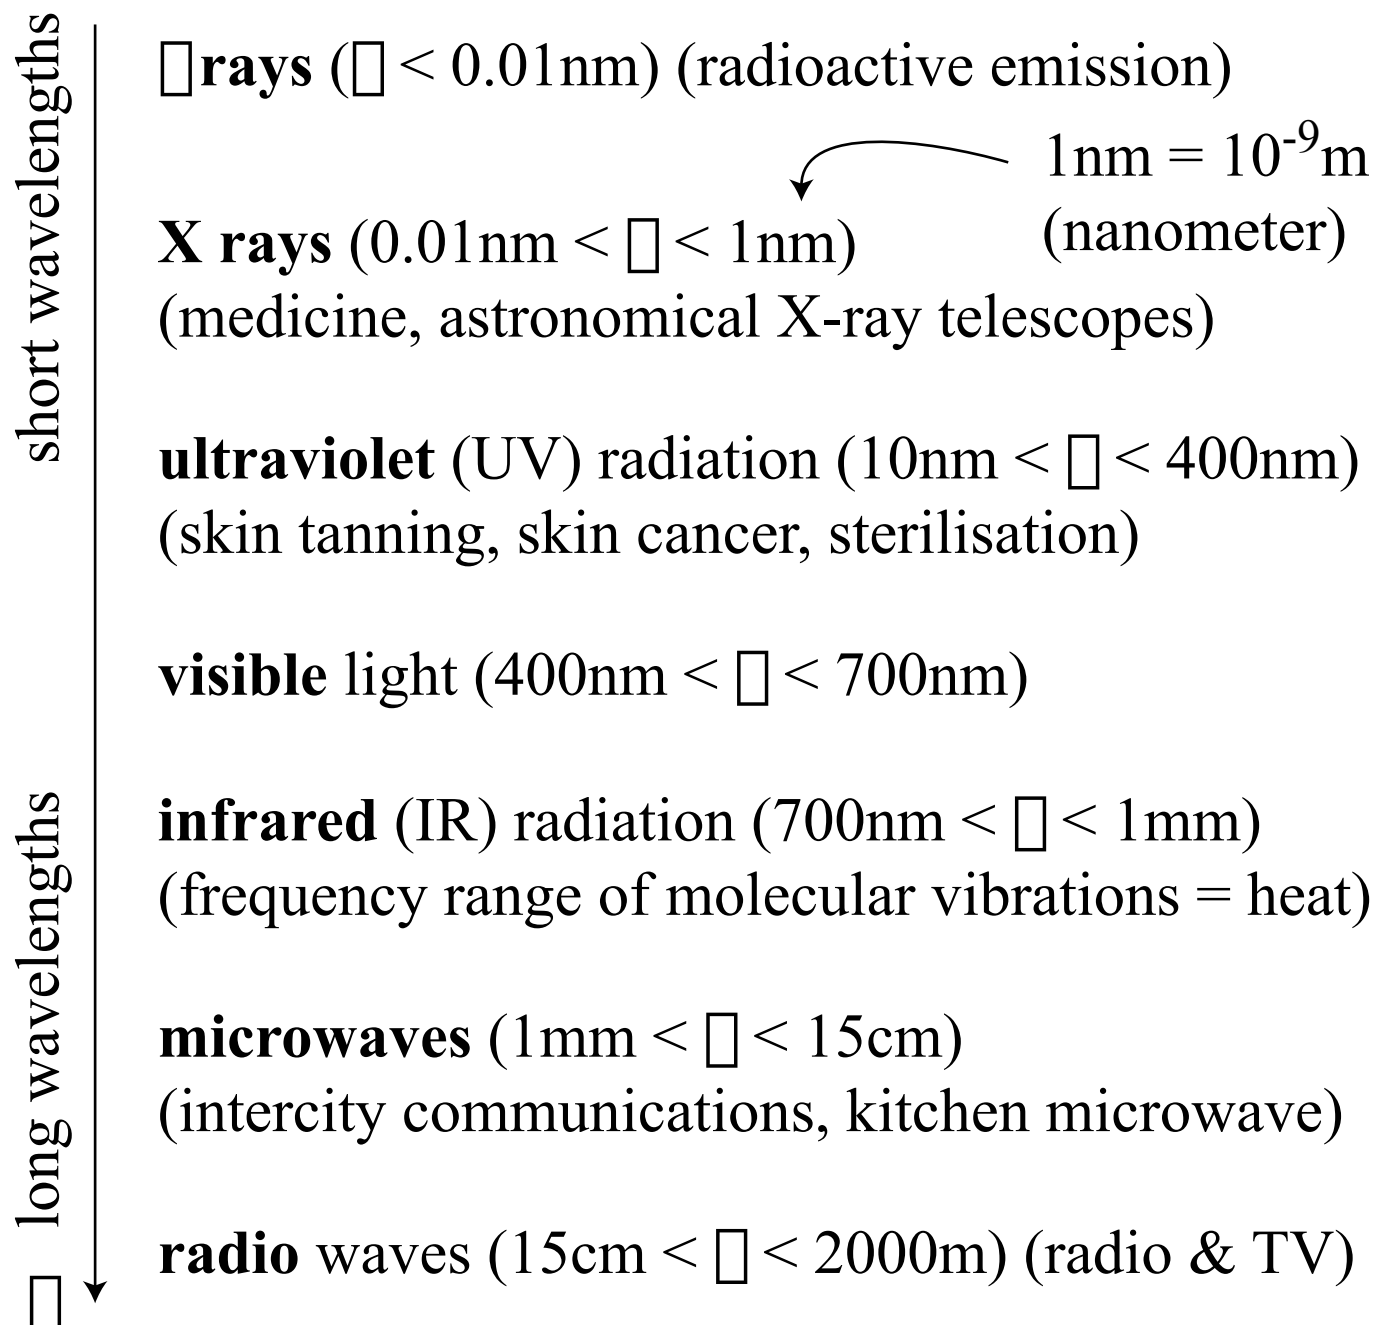 ▯rays (▯ < 0.01nm) (radioactive emission)
1nm = 10⁻⁹m
(nanometer)
X rays (0.01nm < ▯ < 1nm)
(medicine, astronomical X-ray telescopes)
ultraviolet (UV) radiation (10nm < ▯ < 400nm)
(skin tanning, skin cancer, sterilisation)
visible light (400nm < ▯ < 700nm)
infrared (IR) radiation (700nm < ▯ < 1mm)
(frequency range of molecular vibrations = heat)
microwaves (1mm < ▯ < 15cm)
(intercity communications, kitchen microwave)
radio waves (15cm < ▯ < 2000m) (radio & TV)
short wavelengths
long wavelengths
▯